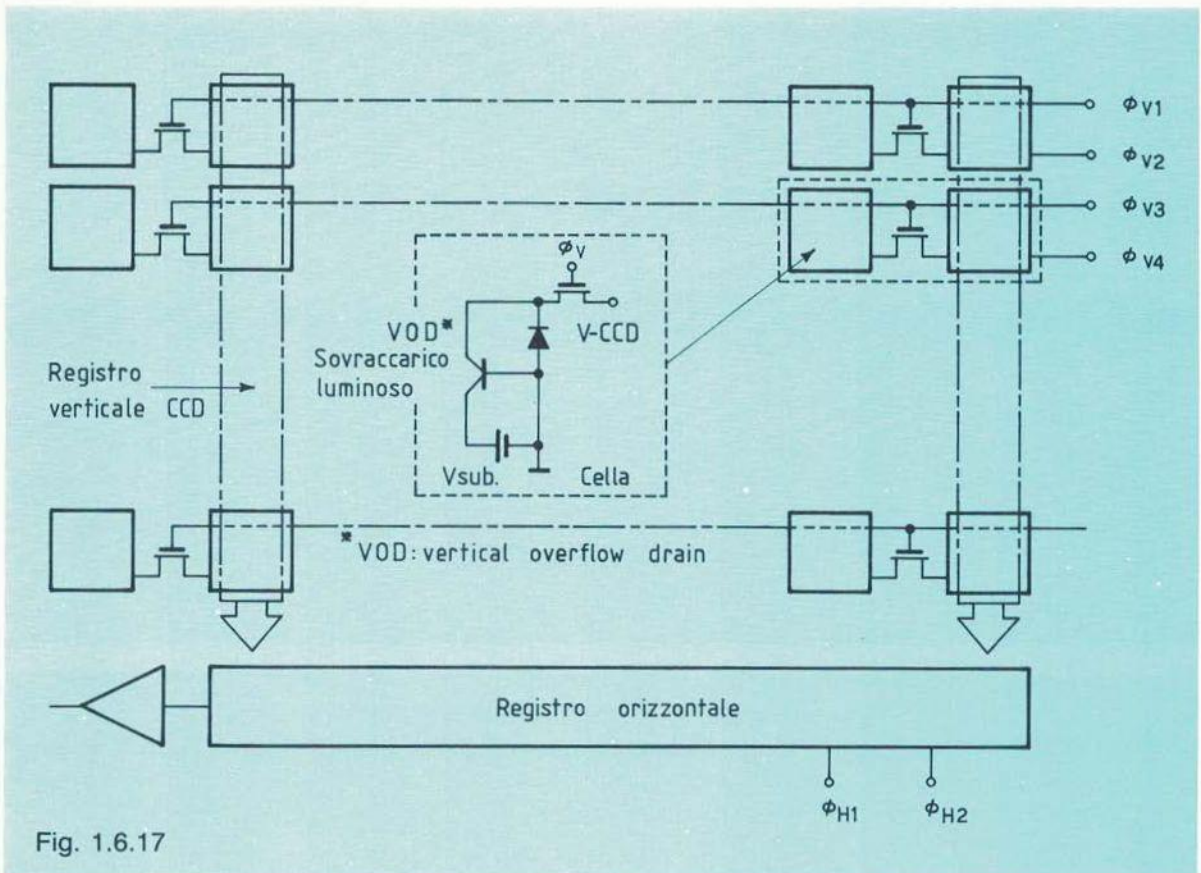 ϕV1
ϕV2
ϕV3
ϕV4
ϕV
VOD*
V-CCD
Sovraccarico
luminoso
Registro
verticale CCD
Vsub.
Cella
*VOD: vertical overflow drain
Registro orizzontale
ϕH1
ϕH2
Fig. 1.6.17